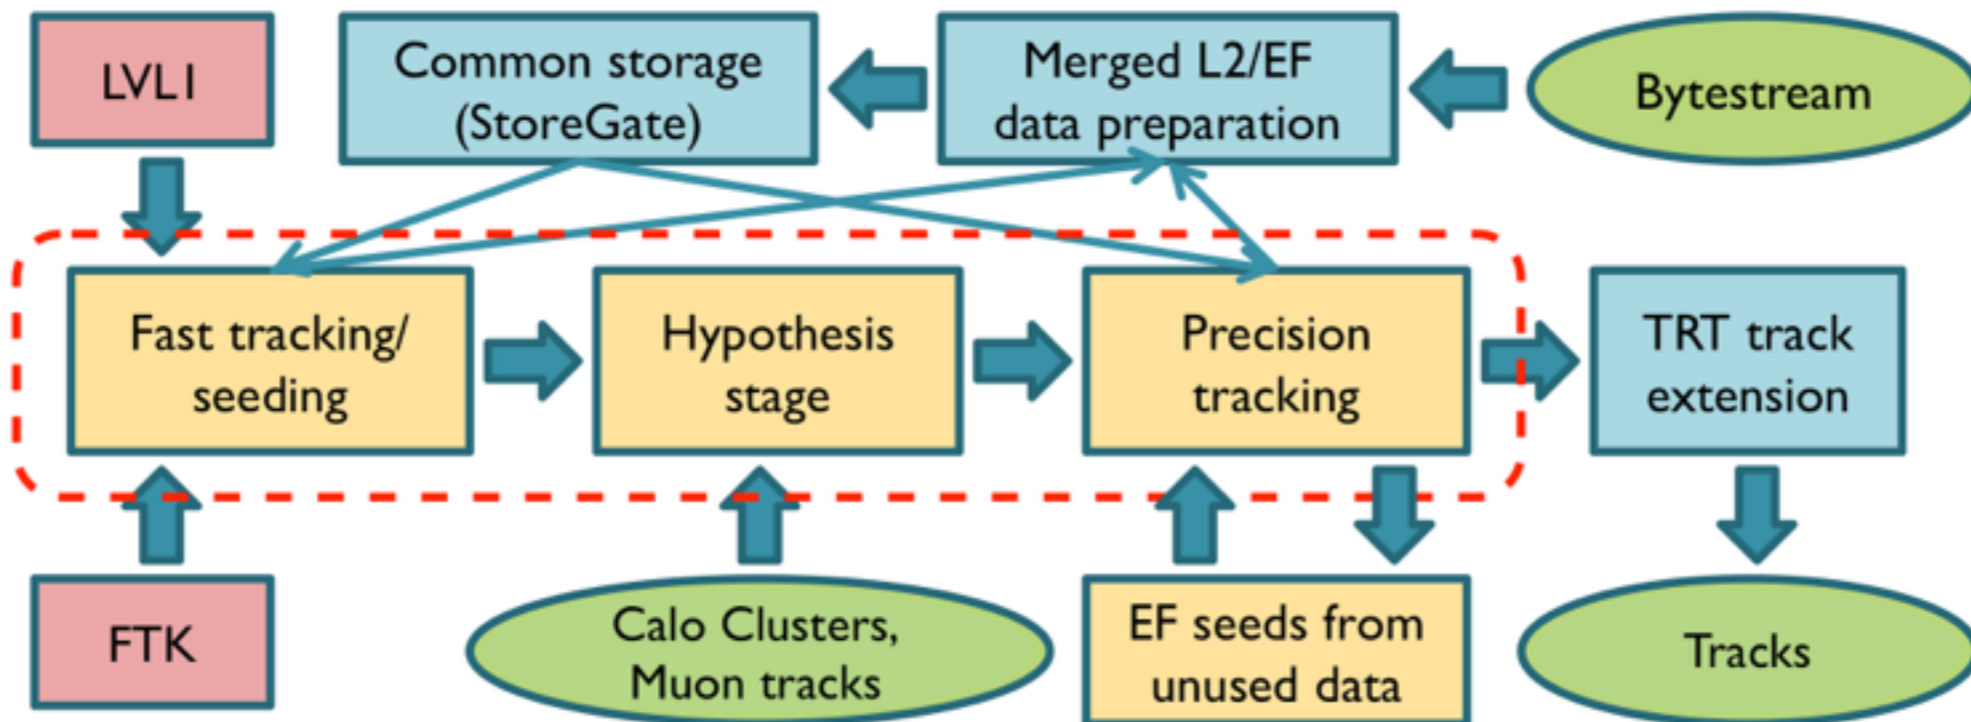 LVL1
Common storage
(StoreGate)
Merged L2/EF
data preparation
Bytestream
Fast tracking/
seeding
Hypothesis
stage
Precision
tracking
TRT track
extension
FTK
Calo Clusters,
Muon tracks
EF seeds from
unused data
Tracks